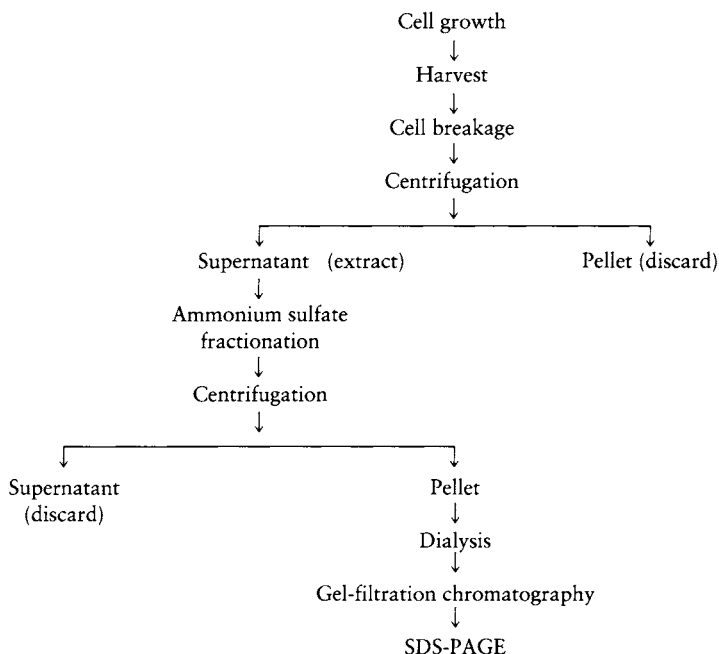 Cell growth
Harvest
Cell breakage
Centrifugation
Supernatant (extract)
Pellet (discard)
Ammonium sulfate
fractionation
Centrifugation
Supernatant
(discard)
Pellet
Dialysis
Gel-filtration chromatography
SDS-PAGE